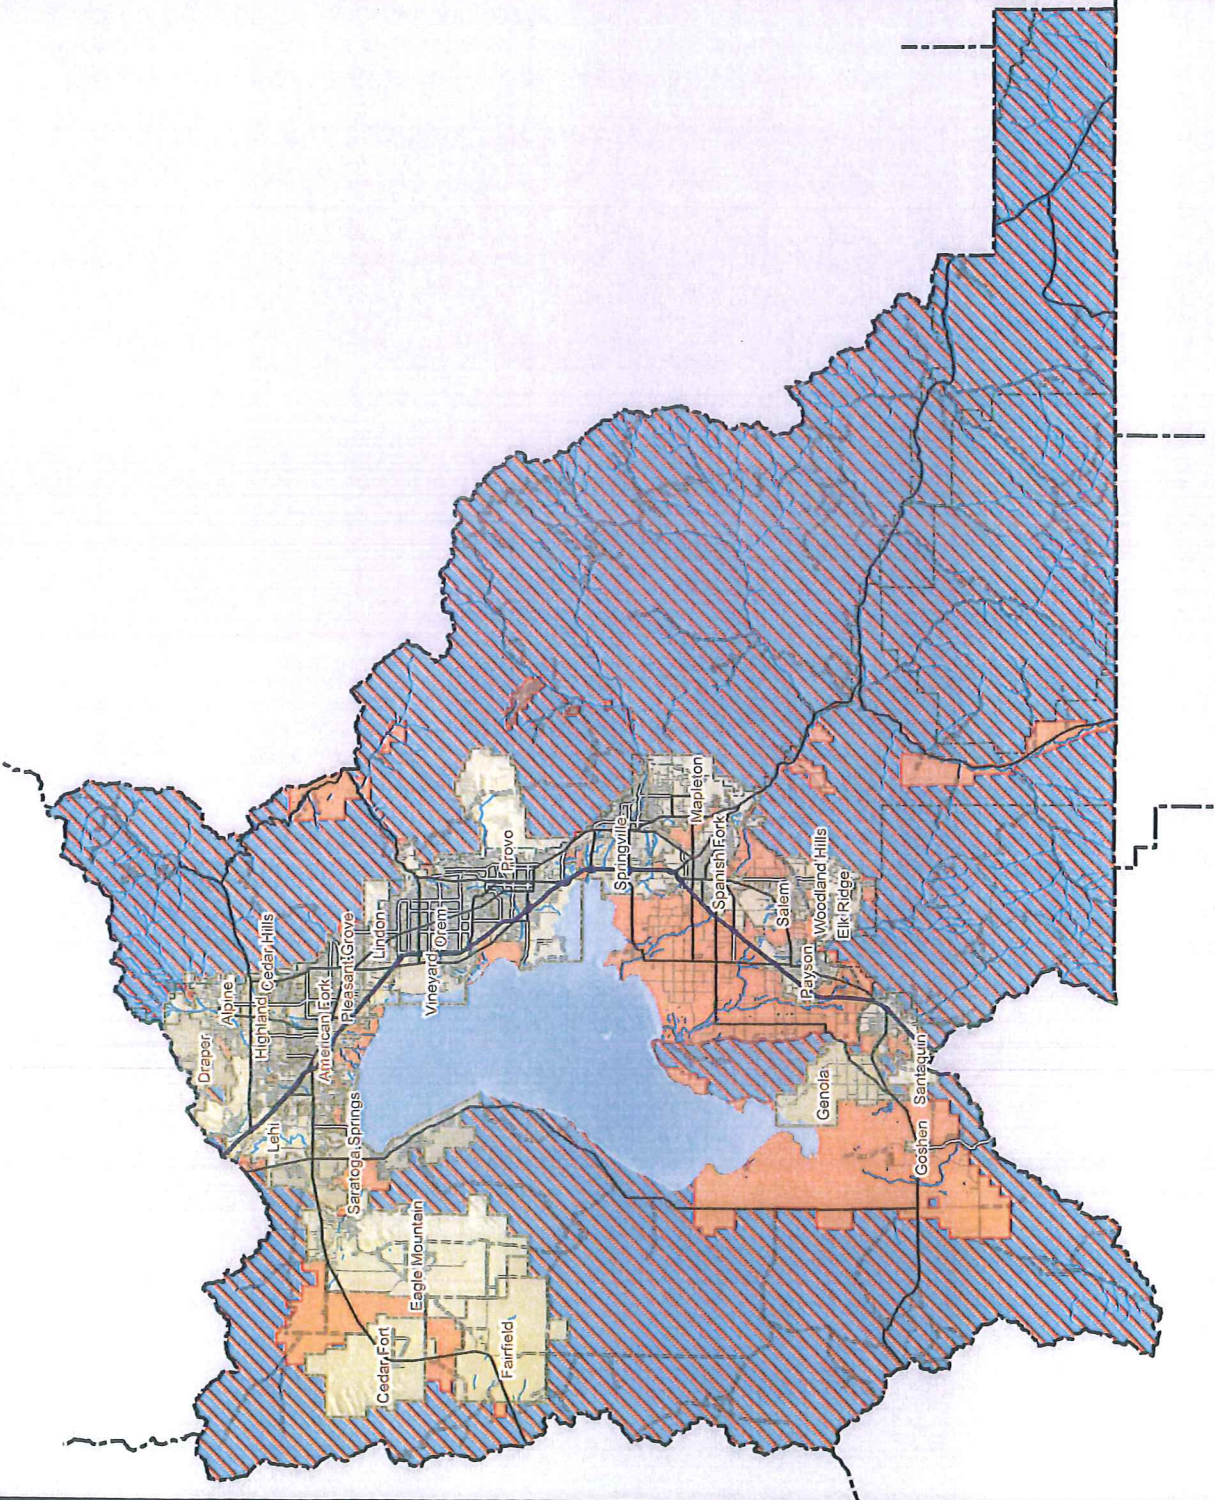 Draper
Alpine
Highland
Cedar Hills
Lehi
American Fork
Pleasant Grove
Lindon
Saratoga Springs
Vineyard
Orem
Eagle Mountain
Cedar Fort
Fairfield
Provo
Springville
Mapleton
Spanish Fork
Salem
Woodland Hills
Elk Ridge
Payson
Genola
Santaquin
Goshen